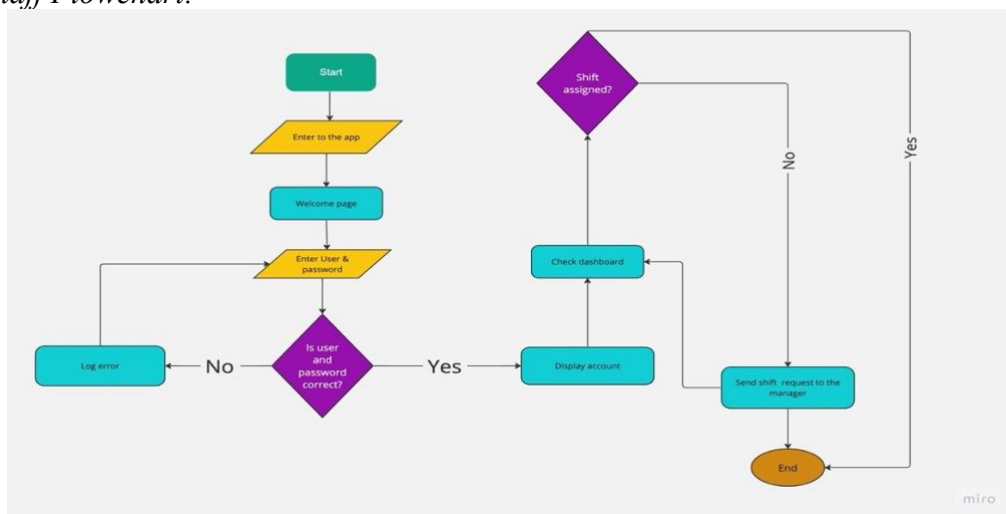 Flowchart:
Start
Enter to the app
Welcome page
Enter User &
password
Is user
and
password
correct?
No
Log error
Yes
Display account
Check dashboard
Shift
assigned?
No
Yes
Send shift request to the
manager
End
miro